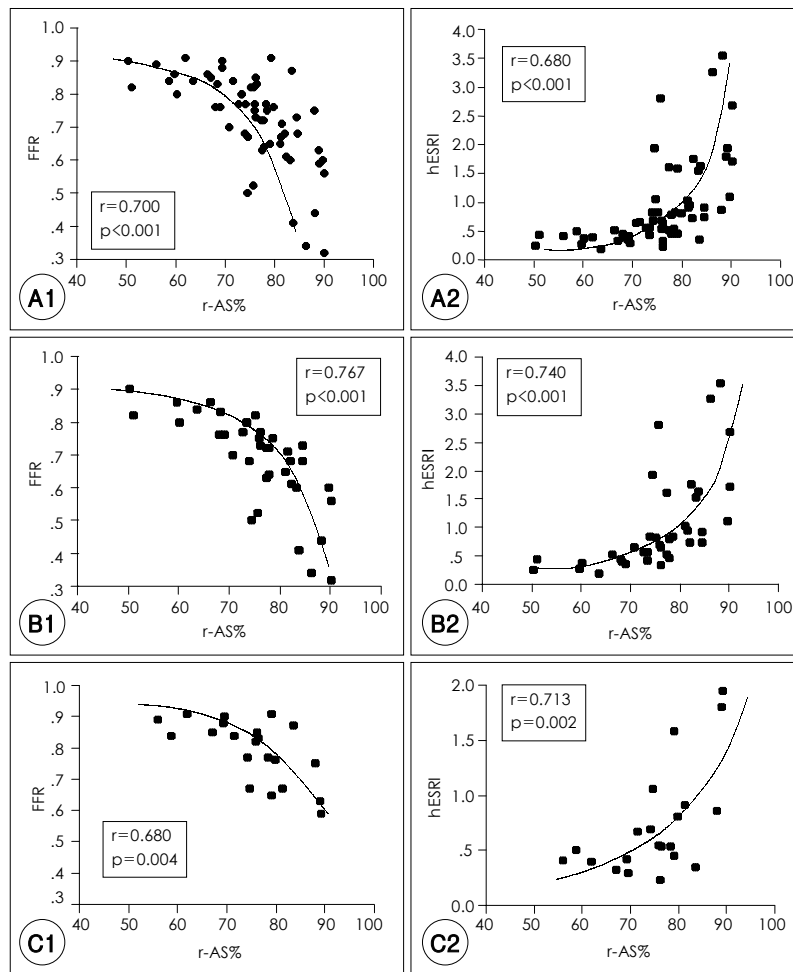 1.0
.9
.8
.7
.6
.5
.4
.3
FFR
r=0.700
p<0.001
40 50 60 70 80 90 100
r-AS%
A1
4.0
3.5
3.0
2.5
2.0
1.5
1.0
.5
0.0
hESRI
r=0.680
p<0.001
40 50 60 70 80 90 100
r-AS%
A2
1.0
.9
.8
.7
.6
.5
.4
.3
FFR
r=0.767
p<0.001
40 50 60 70 80 90 100
r-AS%
B1
4.0
3.5
3.0
2.5
2.0
1.5
1.0
.5
0.0
hESRI
r=0.740
p<0.001
40 50 60 70 80 90 100
r-AS%
B2
1.0
.9
.8
.7
.6
.5
.4
.3
FFR
r=0.680
p=0.004
40 50 60 70 80 90 100
r-AS%
C1
2.0
1.5
1.0
.5
0.0
hESRI
r=0.713
p=0.002
40 50 60 70 80 90 100
r-AS%
C2